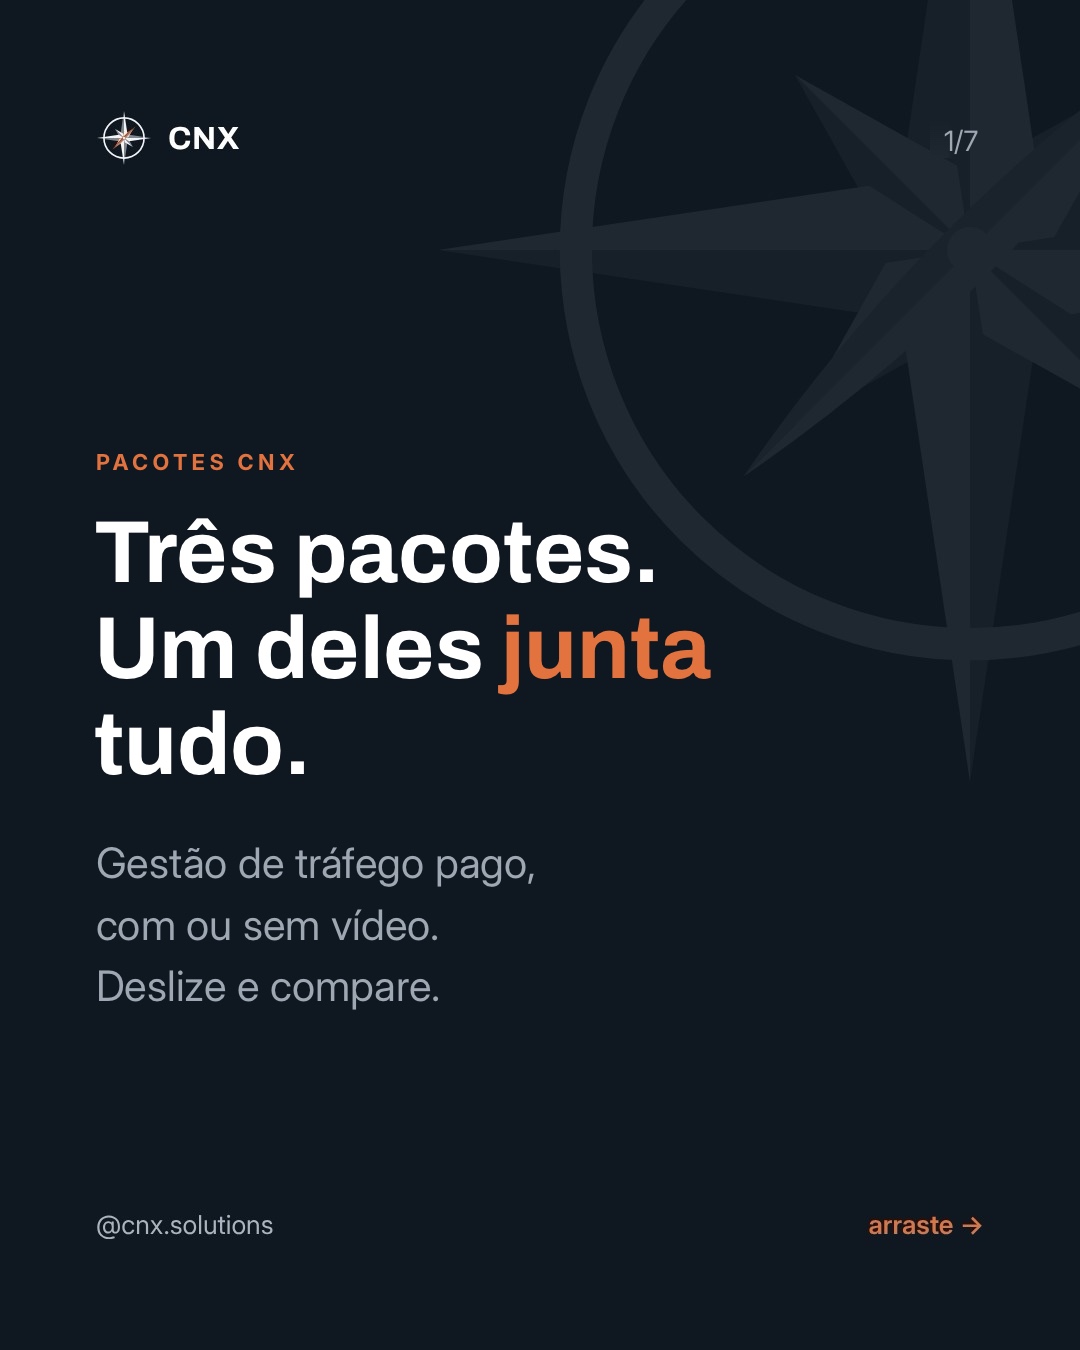 CNX
1/7
PACOTES CNX
Três pacotes.
Um deles junta
tudo.
Gestão de tráfego pago,
com ou sem vídeo.
Deslize e compare.
@cnx.solutions
arraste →